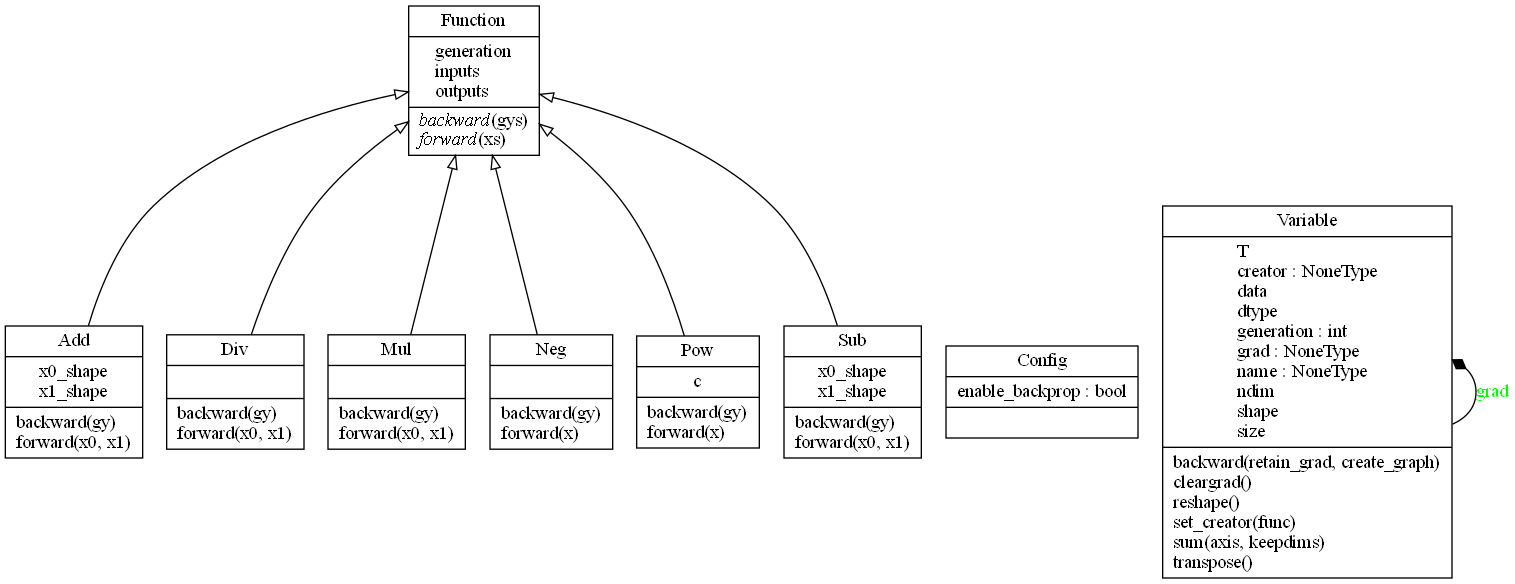 Function
generation
inputs
outputs
backward(gys)
forward(xs)
Add
x0_shape
x1_shape
backward(gy)
forward(x0, x1)
Div
backward(gy)
forward(x0, x1)
Mul
backward(gy)
forward(x0, x1)
Neg
backward(gy)
forward(x)
Pow
c
backward(gy)
forward(x)
Sub
x0_shape
x1_shape
backward(gy)
forward(x0, x1)
Config
enable_backprop : bool
Variable
T
creator : NoneType
data
dtype
generation : int
grad : NoneType
name : NoneType
ndim
shape
size
backward(retain_grad, create_graph)
cleargrad()
reshape()
set_creator(func)
sum(axis, keepdims)
transpose()
grad